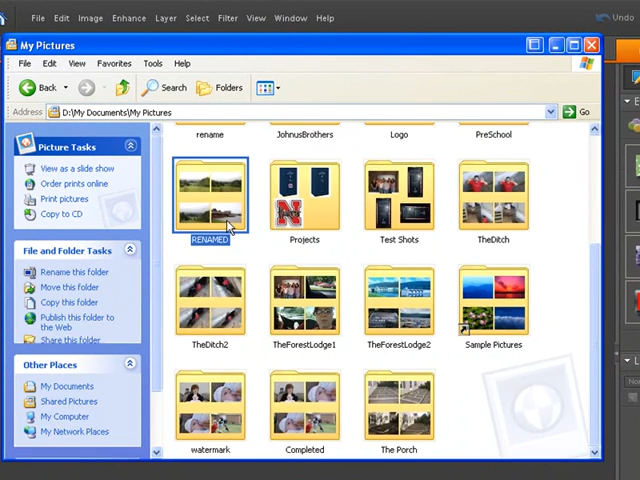 File Edit Image Enhance Layer Select Filter View Window Help Undo
My Pictures
File Edit View Favorites Tools Help
Back Search Folders
Address D:\My Documents\My Pictures Go
Picture Tasks
View as a slide show
Order prints online
Print pictures
Copy to CD
File and Folder Tasks
Rename this folder
Move this folder
Copy this folder
Publish this folder to
the Web
Share this folder
Other Places
My Documents
Shared Pictures
My Computer
My Network Places
rename JohnusBrothers Logo PreSchool
RENAMED Projects Test Shots TheDitch
TheDitch2 TheForestLodge1 TheForestLodge2 Sample Pictures
watermark Completed The Porch